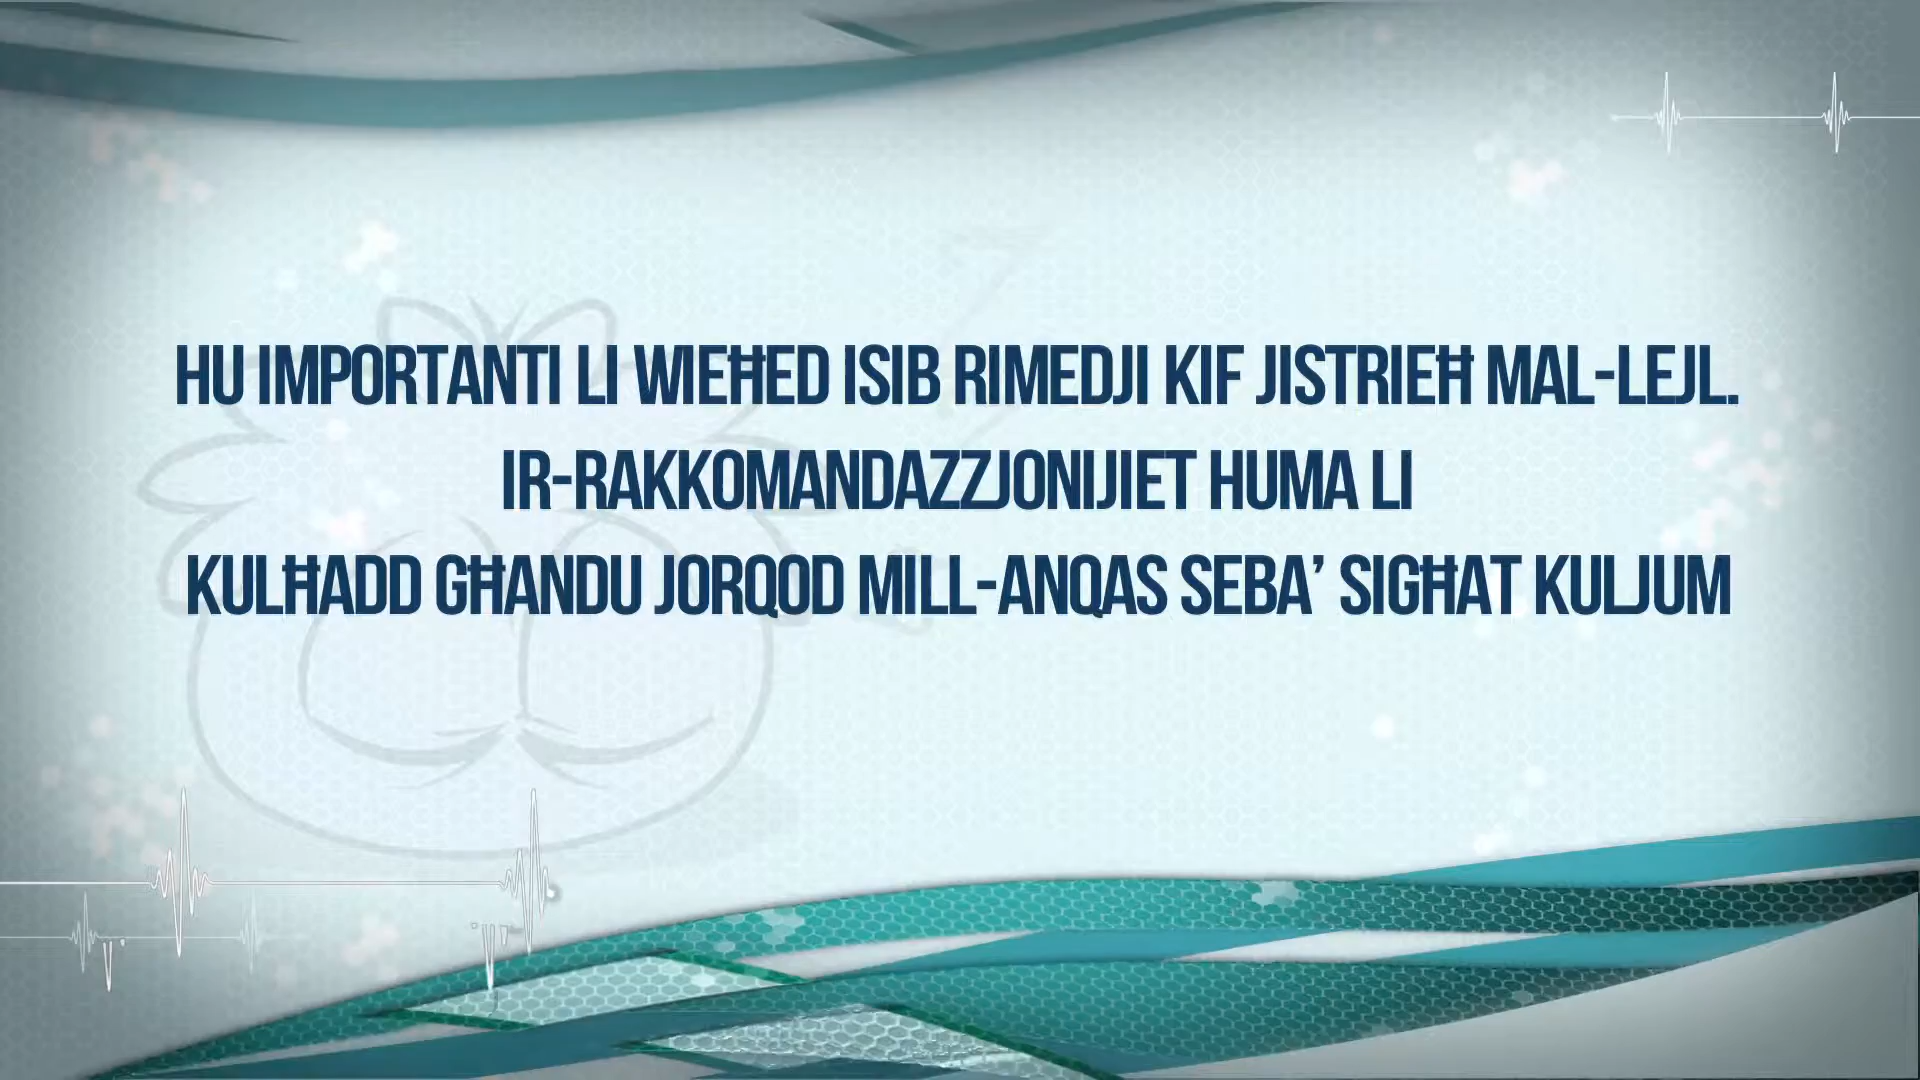 HU IMPORTANTI LI WIEĦED ISIB RIMEDJI KIF JISTRIEĦ MAL-LEJL.
IR-RAKKOMANDAZZJONIJIET HUMA LI
KULĦADD GĦANDU JORQOD MILL-ANQAS SEBA’ SIGĦAT KULJUM